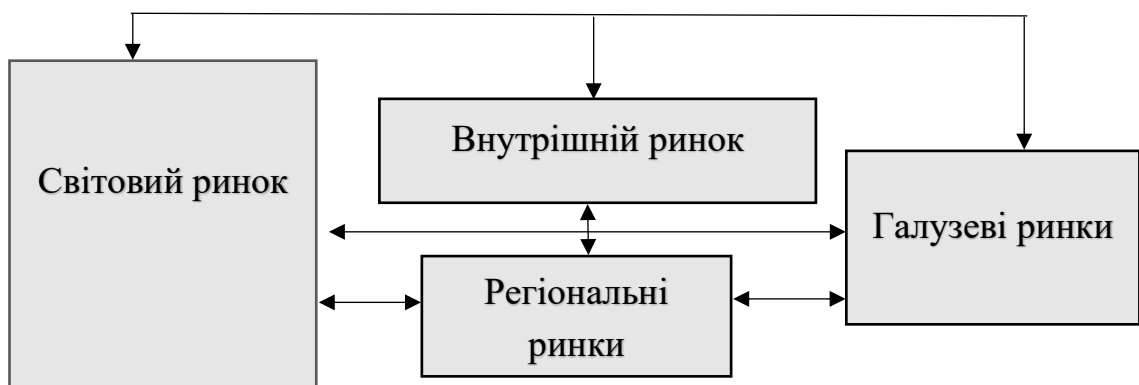 Внутрішній ринок
Світовий ринок
Галузеві ринки
Регіональні
ринки